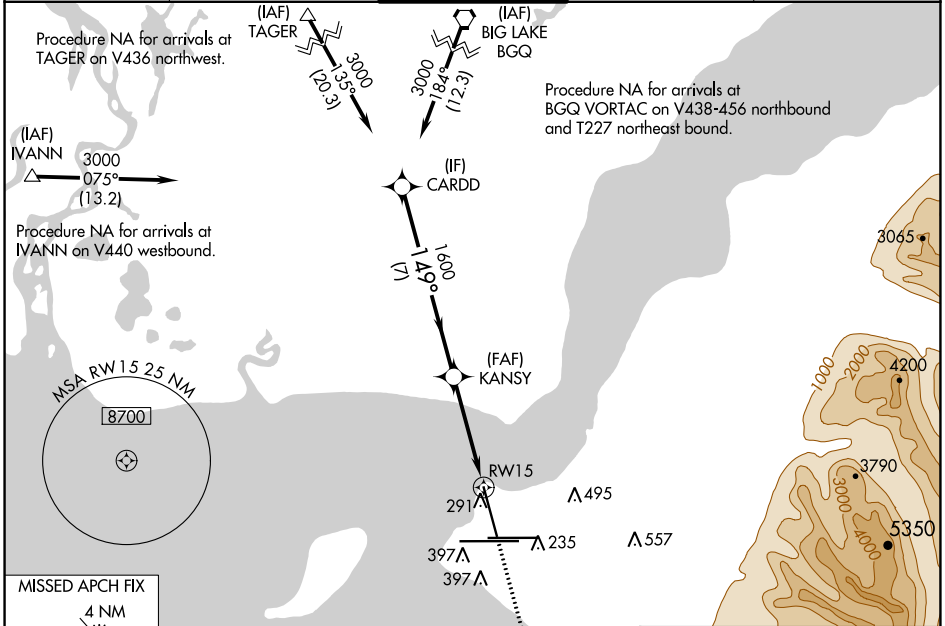 Procedure NA for arrivals at
TAGER on V436 northwest.
(IAF)
TAGER
3000
135°
(20.3)
(IAF)
BIG LAKE
BGQ
3000
184°
(12.3)
Procedure NA for arrivals at
BGQ VORTAC on V438-456 northbound
and T227 northeast bound.
(IAF)
IVANN
3000
075°
(13.2)
Procedure NA for arrivals at
IVANN on V440 westbound.
(IF)
CARDD
1600
149°
(7)
3065
(FAF)
KANSY
MSA RW15 25 NM
8700
1000
2000
4200
RW15
291
495
3790
3000
4000
5350
235
557
397
397
MISSED APCH FIX
4 NM